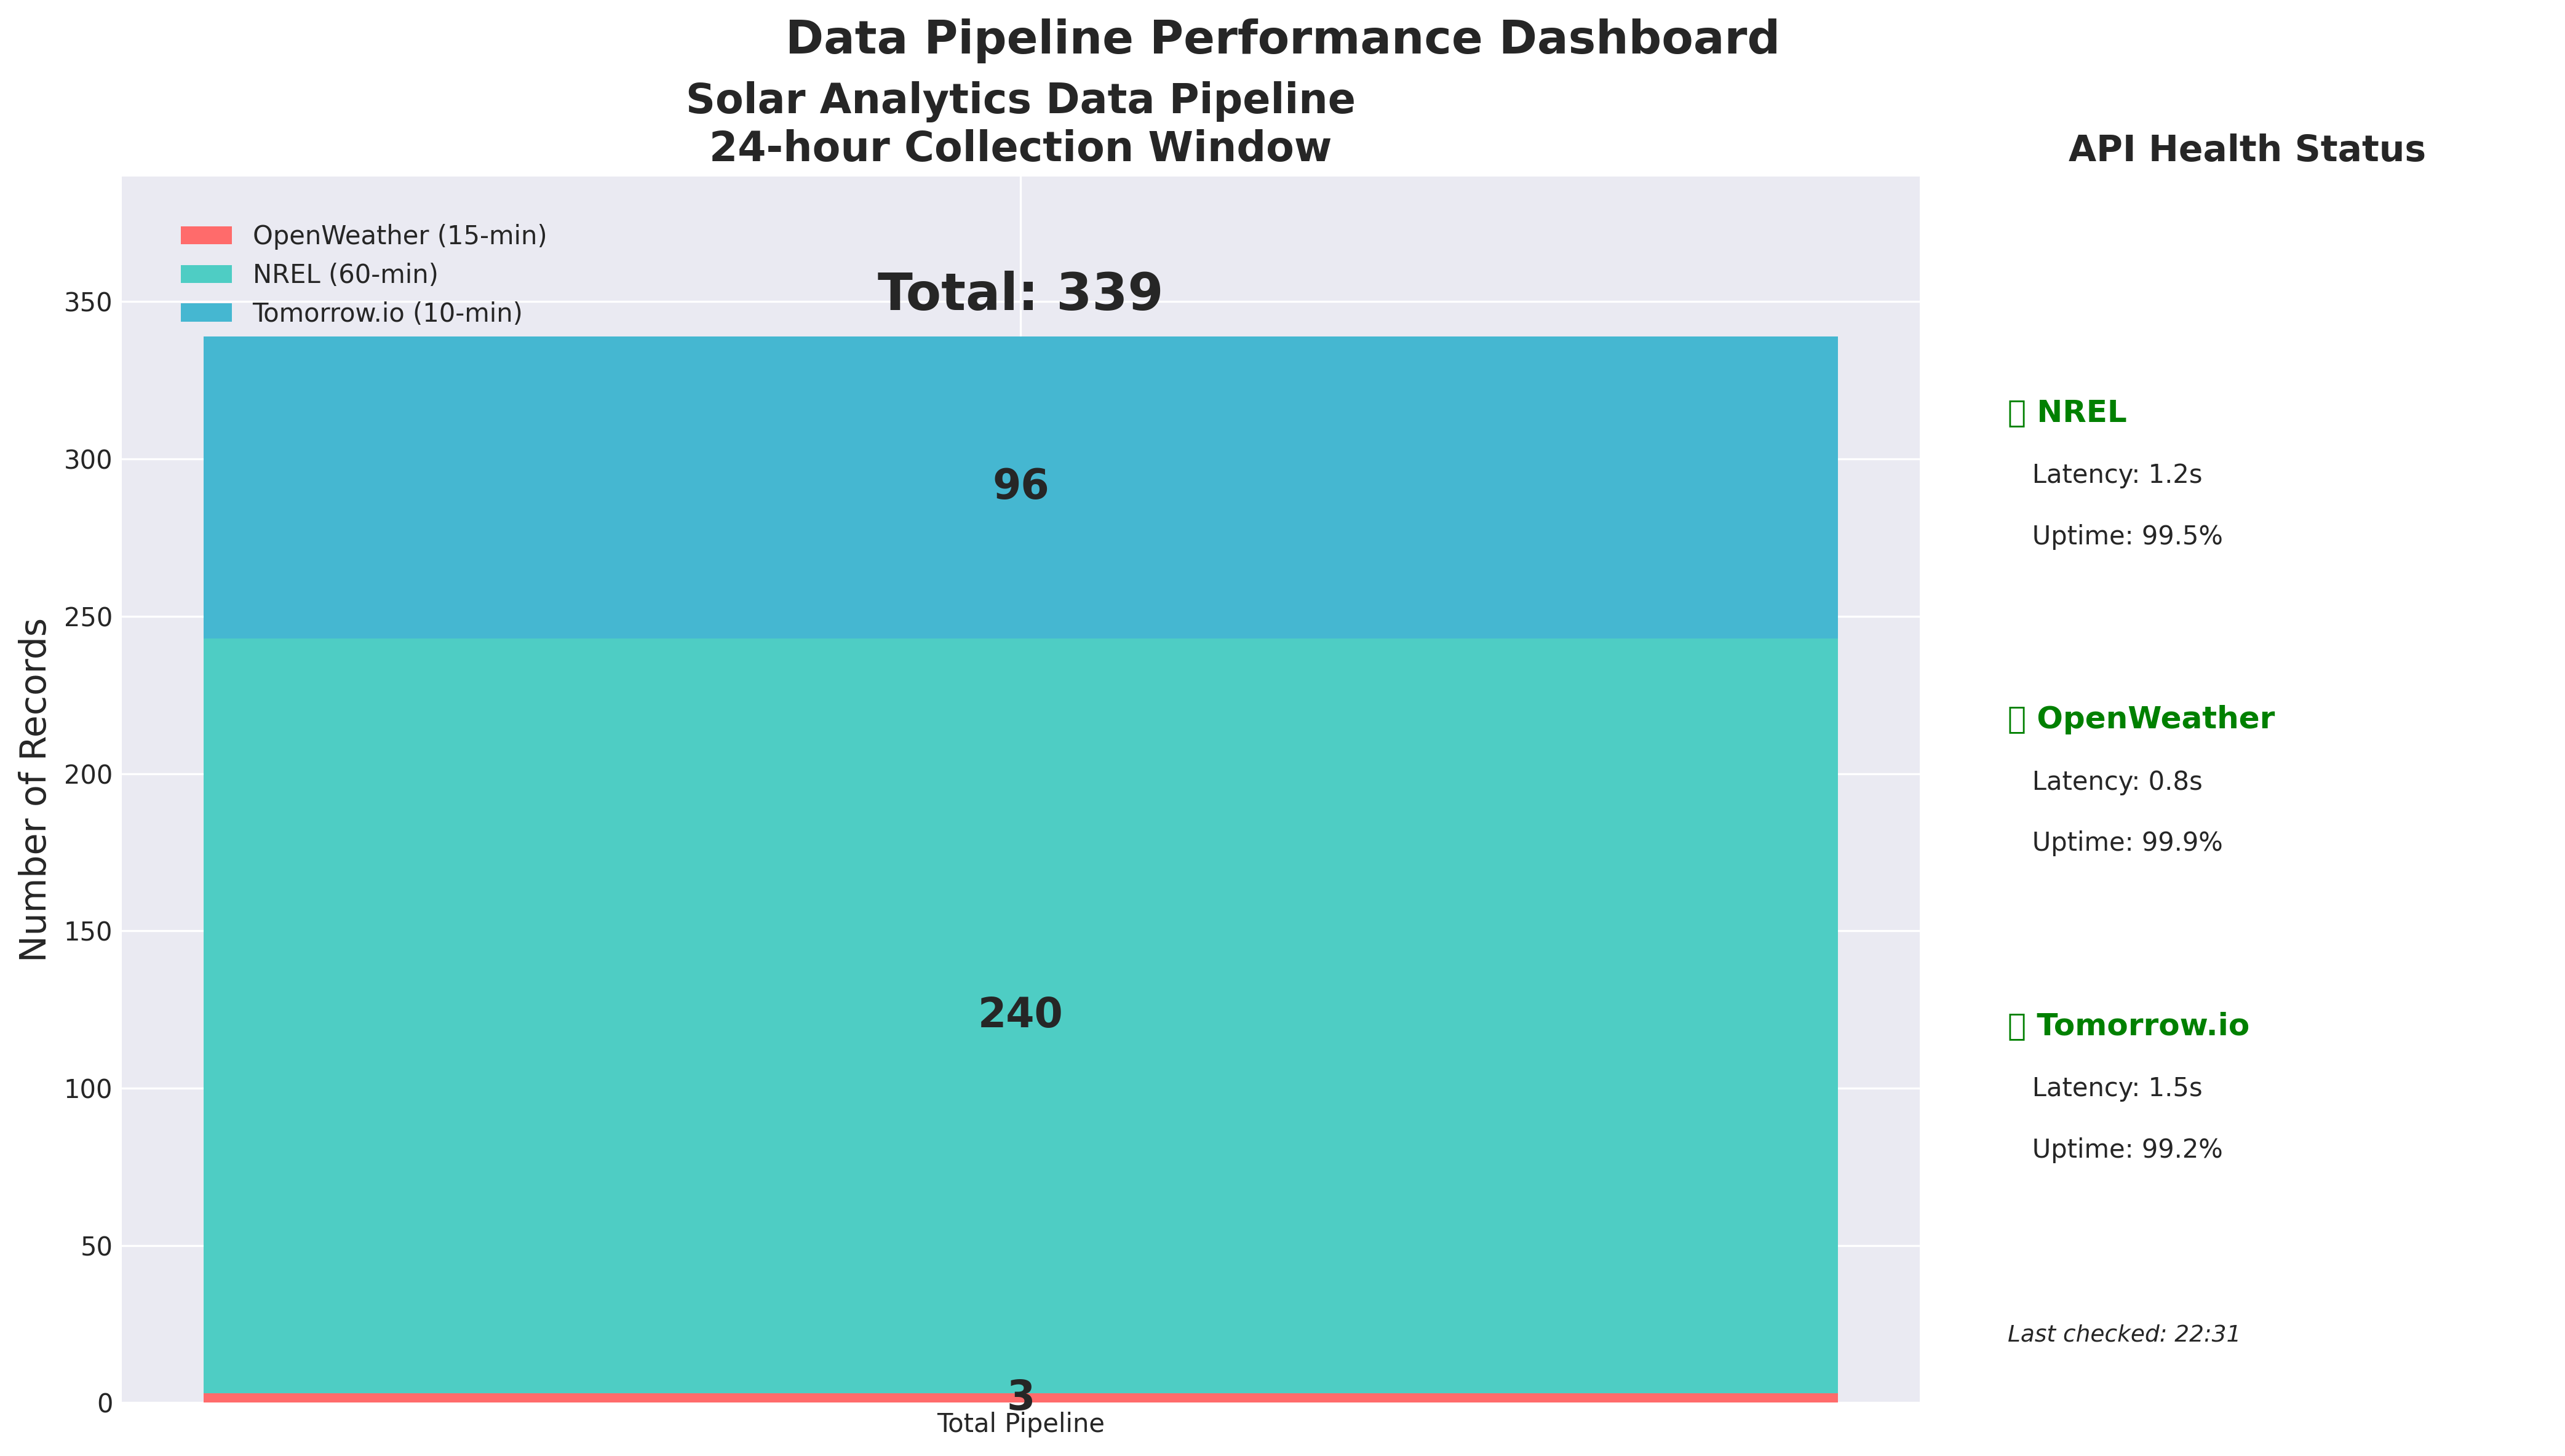 Data Pipeline Performance Dashboard
Solar Analytics Data Pipeline
24-hour Collection Window
OpenWeather (15-min)
NREL (60-min)
Tomorrow.io (10-min)
Total: 339
96
240
3
Number of Records
350
300
250
200
150
100
50
0
Total Pipeline
API Health Status
NREL
Latency: 1.2s
Uptime: 99.5%
OpenWeather
Latency: 0.8s
Uptime: 99.9%
Tomorrow.io
Latency: 1.5s
Uptime: 99.2%
Last checked: 22:31